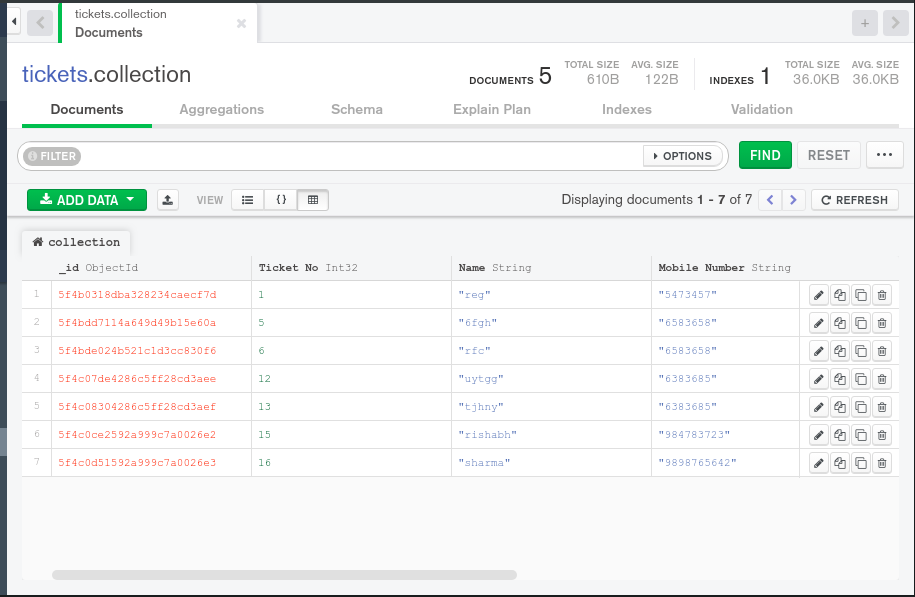 tickets.collection
Documents
tickets.collection
DOCUMENTS 5 TOTAL SIZE 610B AVG. SIZE 122B INDEXES 1 TOTAL SIZE 36.0KB AVG. SIZE 36.0KB
Documents Aggregations Schema Explain Plan Indexes Validation
FILTER OPTIONS FIND RESET ...
ADD DATA VIEW {} Displaying documents 1 - 7 of 7 REFRESH
collection
_id ObjectId Ticket No Int32 Name String Mobile Number String
1 5f4b0318dba328234caecf7d 1 "reg" "5473457"
2 5f4bdd7114a649d49b15e60a 5 "6fgh" "6583658"
3 5f4bde024b521c1d3cc830f6 6 "rfc" "6583658"
4 5f4c07de4286c5ff28cd3aee 12 "uytgg" "6383685"
5 5f4c08304286c5ff28cd3aef 13 "tjhny" "6383685"
6 5f4c0ce2592a999c7a0026e2 15 "rishabh" "984783723"
7 5f4c0d51592a999c7a0026e3 16 "sharma" "9898765642"